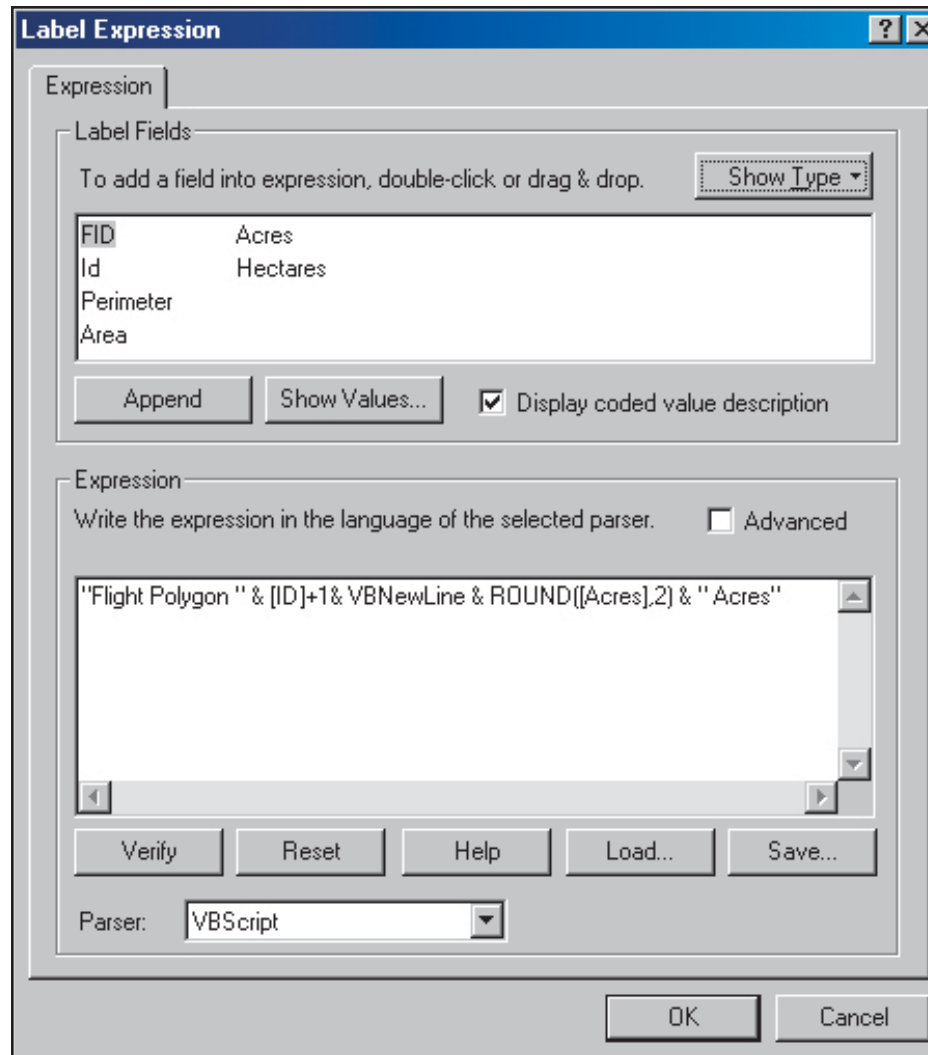 Label Expression
Expression
Label Fields
To add a field into expression, double-click or drag & drop.
Show Type
FID Acres
Id Hectares
Perimeter
Area
Append Show Values... Display coded value description
Expression
Write the expression in the language of the selected parser. Advanced
"Flight Polygon " & [ID]+1& VBNewLine & ROUND([Acres],2) & " Acres"
Verify Reset Help Load... Save...
Parser: VBScript
OK Cancel